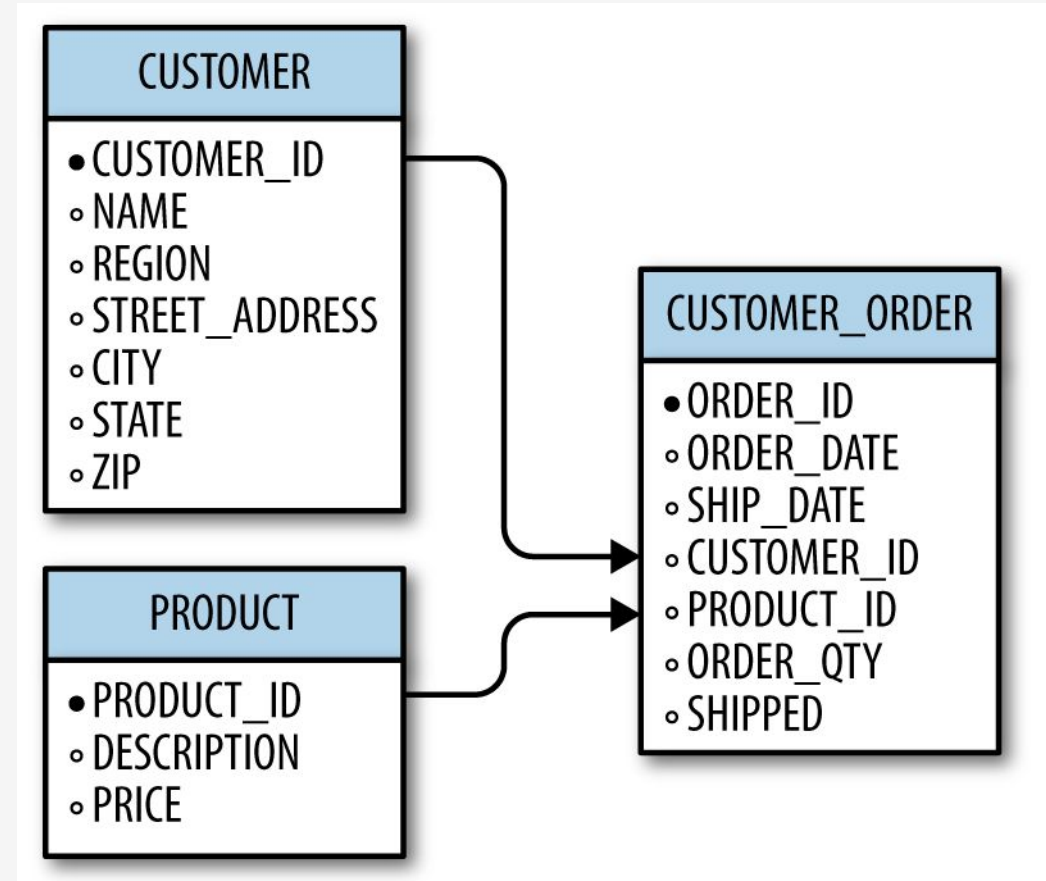 CUSTOMER
CUSTOMER_ID
NAME
REGION
STREET_ADDRESS
CITY
STATE
ZIP
PRODUCT
PRODUCT_ID
DESCRIPTION
PRICE
CUSTOMER_ORDER
ORDER_ID
ORDER_DATE
SHIP_DATE
CUSTOMER_ID
PRODUCT_ID
ORDER_QTY
SHIPPED